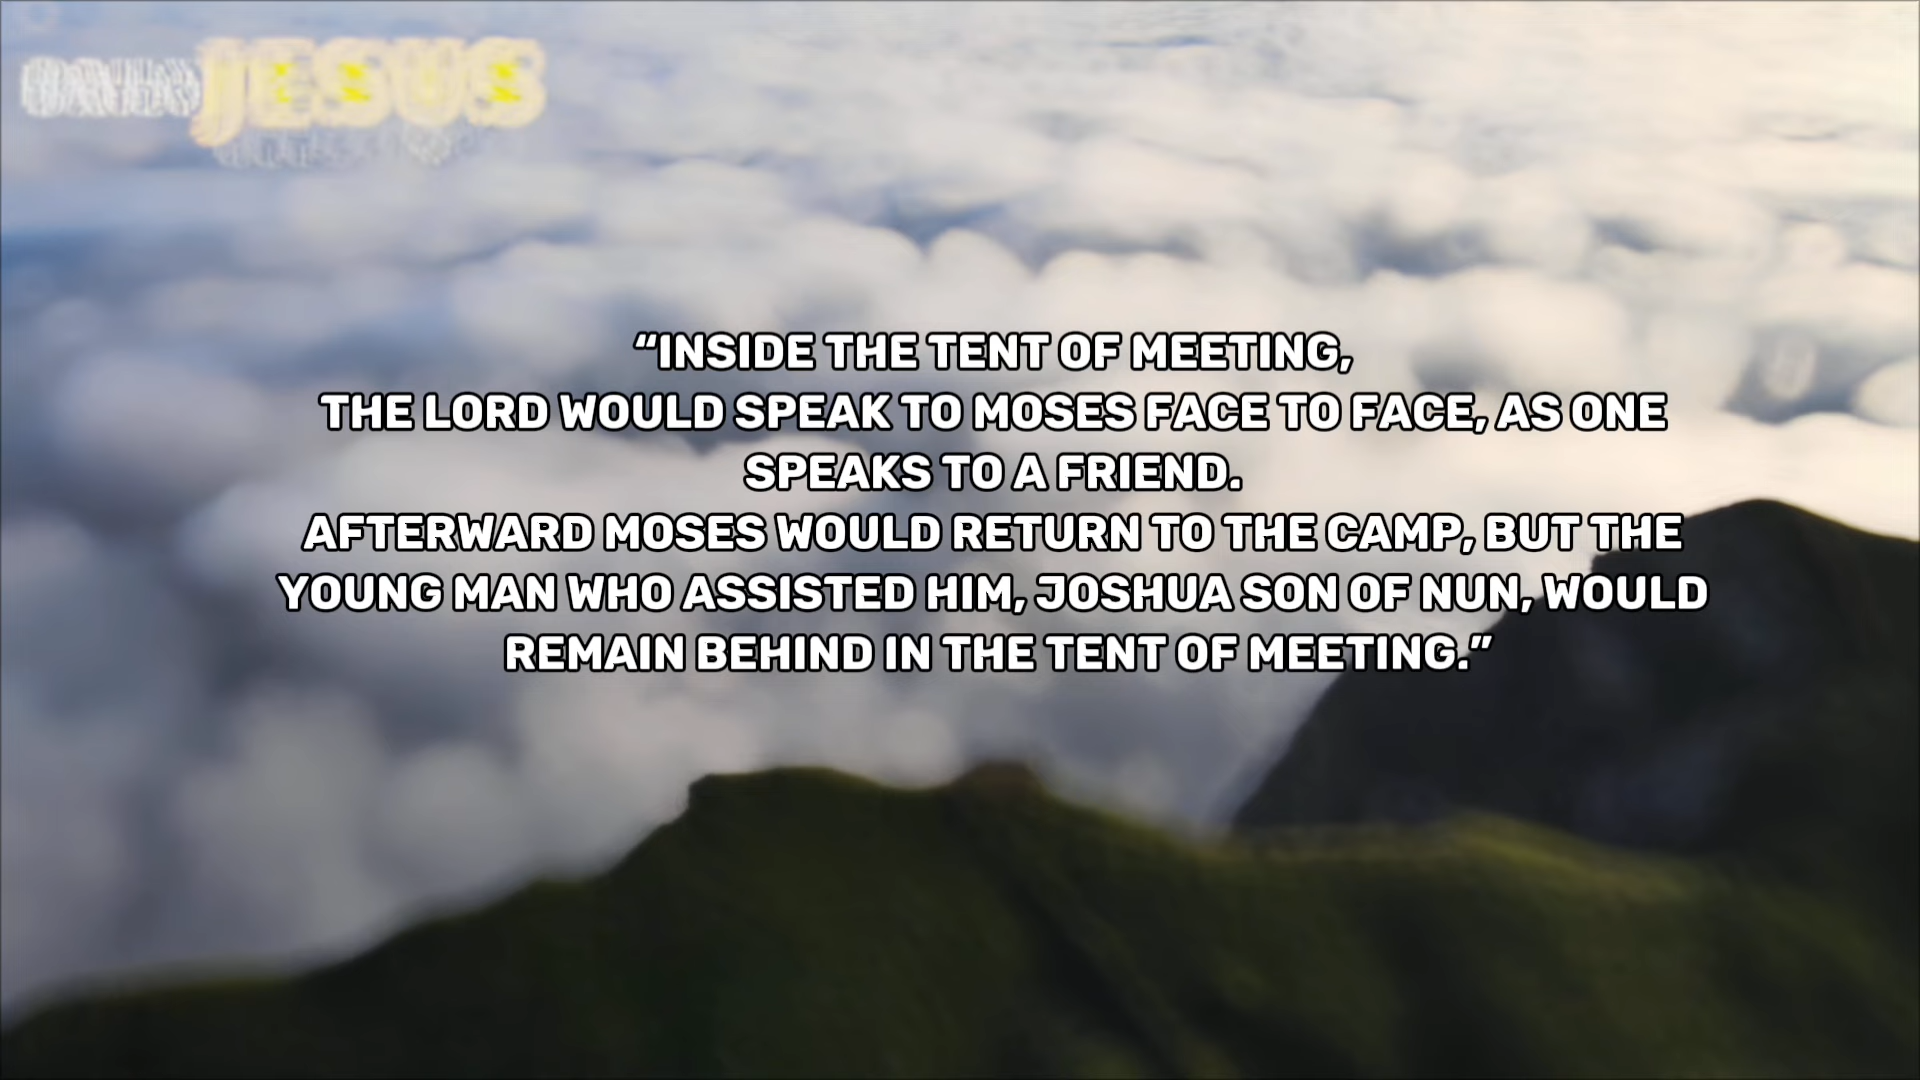 JESUS
“INSIDE THE TENT OF MEETING,
THE LORD WOULD SPEAK TO MOSES FACE TO FACE, AS ONE
SPEAKS TO A FRIEND.
AFTERWARD MOSES WOULD RETURN TO THE CAMP, BUT THE
YOUNG MAN WHO ASSISTED HIM, JOSHUA SON OF NUN, WOULD
REMAIN BEHIND IN THE TENT OF MEETING.”